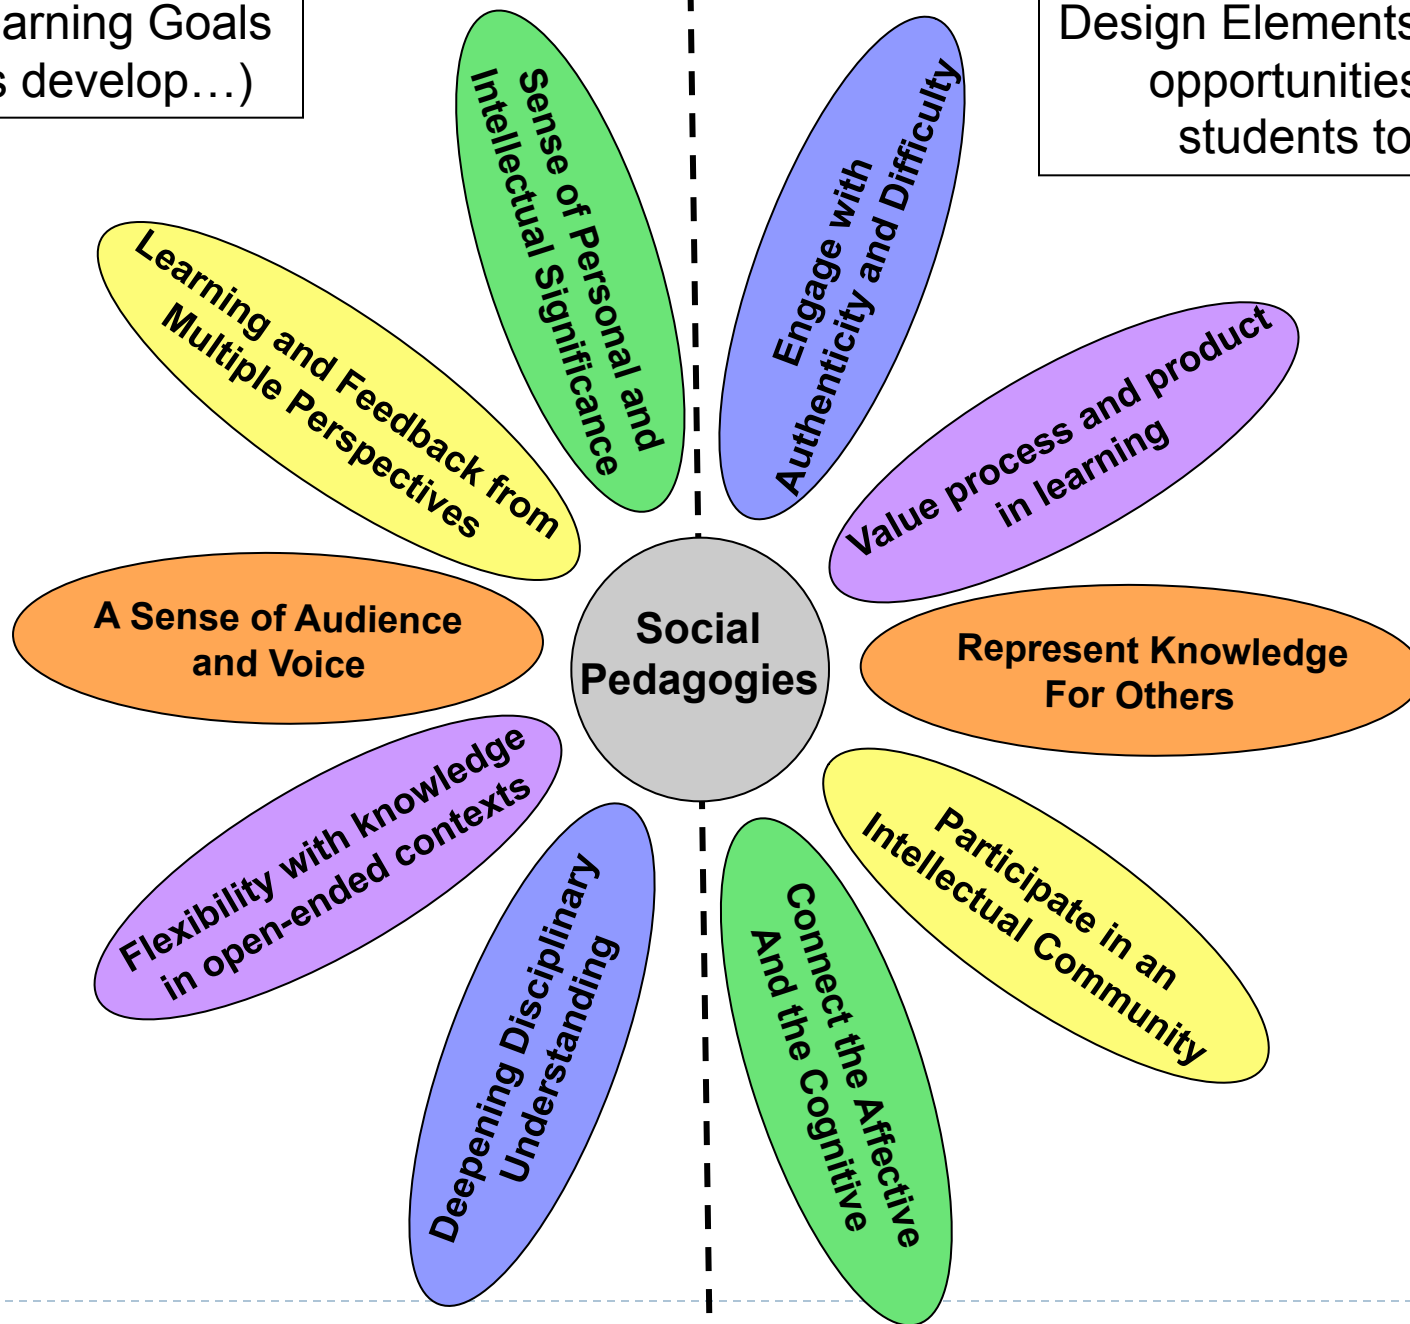 arning Goals
s develop…)
Design Elements
opportunities
students to
Sense of Personal and
Intellectual Significance
Engage with
Authenticity and Difficulty
Learning and Feedback from
Multiple Perspectives
Value process and product
in learning
A Sense of Audience
and Voice
Social
Pedagogies
Represent Knowledge
For Others
Flexibility with knowledge
in open-ended contexts
Participate in an
Intellectual Community
Deepening Disciplinary
Understanding
Connect the Affective
And the Cognitive